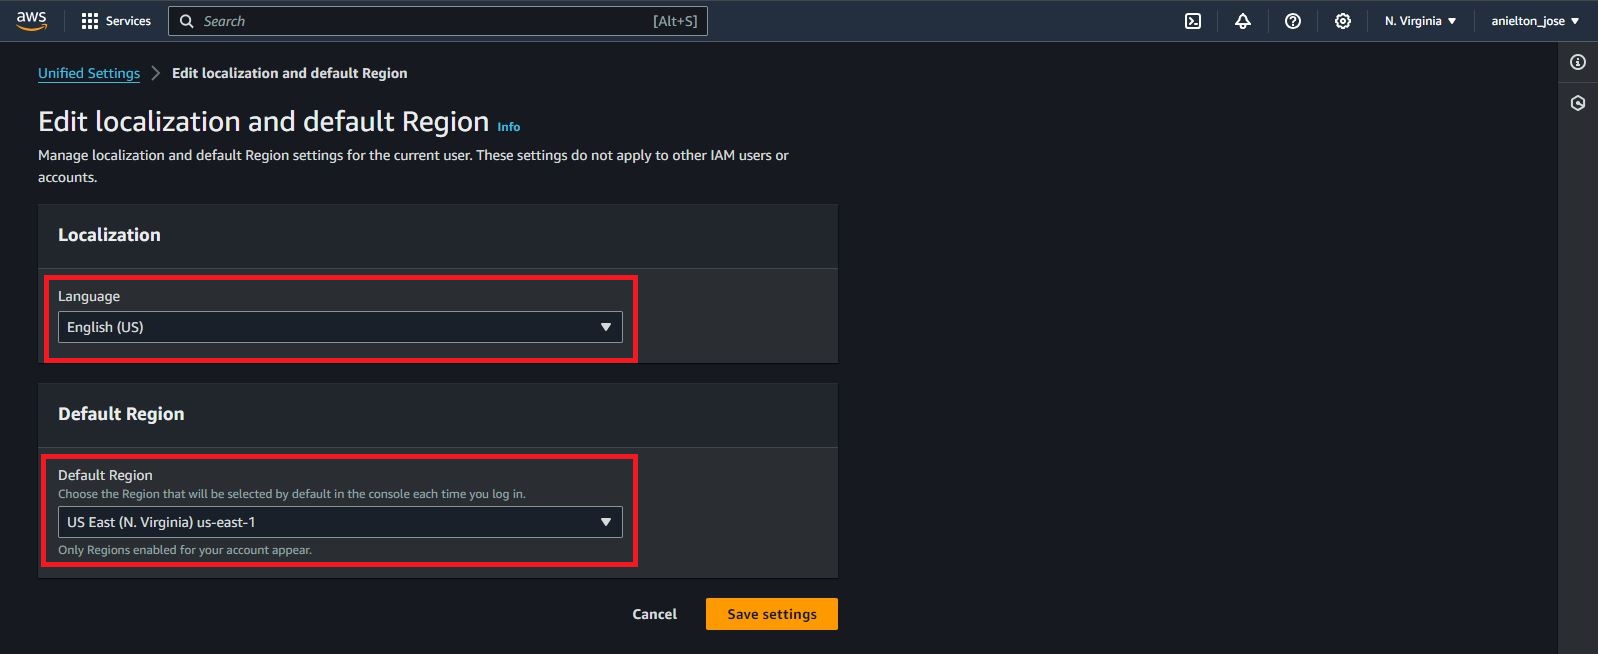 aws Services Search [Alt+S] N. Virginia anielton_jose
Unified Settings Edit localization and default Region
Edit localization and default Region Info
Manage localization and default Region settings for the current user. These settings do not apply to other IAM users or
accounts.
Localization
Language
English (US)
Default Region
Default Region
Choose the Region that will be selected by default in the console each time you log in.
US East (N. Virginia) us-east-1
Only Regions enabled for your account appear.
Cancel Save settings